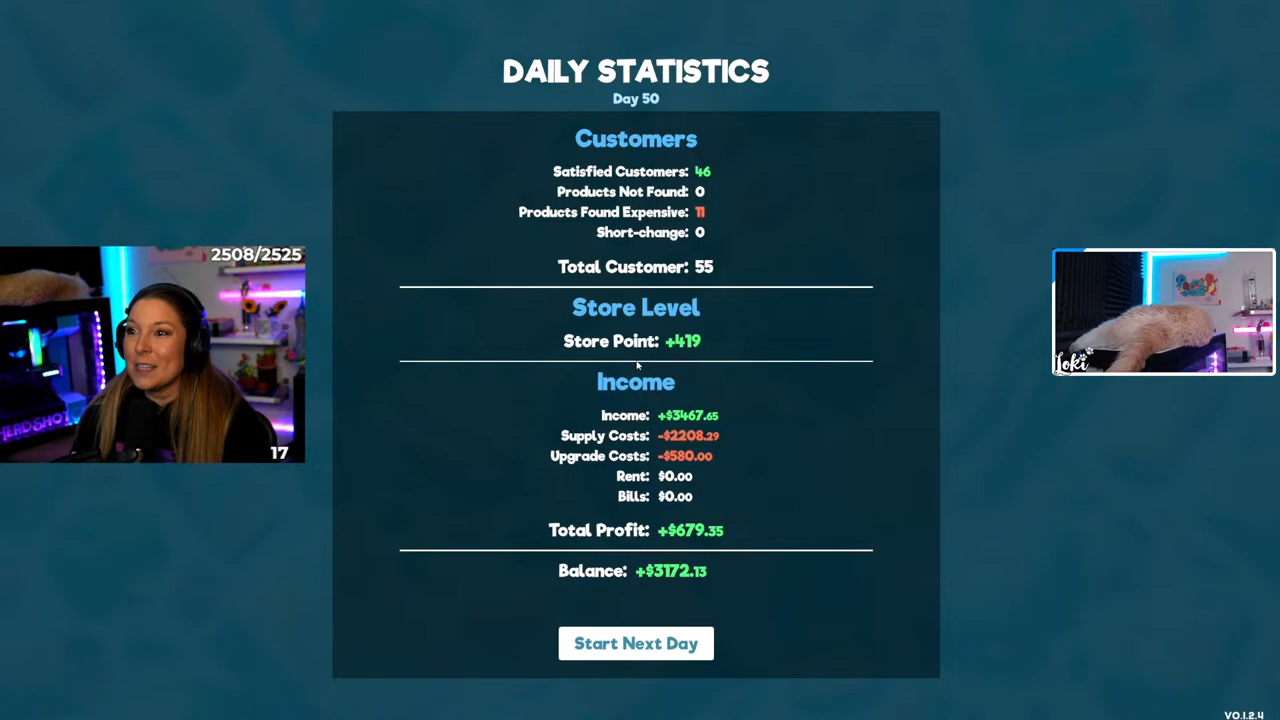 DAILY STATISTICS
Day 50
Customers
Satisfied Customers: 46
Products Not Found: 0
Products Found Expensive: 11
Short-change: 0
Total Customer: 55
Store Level
Store Point: +419
Income
Income: +$3467.65
Supply Costs: -$2208.29
Upgrade Costs: -$580.00
Rent: $0.00
Bills: $0.00
Total Profit: +$679.35
Balance: +$3172.13
Start Next Day
2508/2525
HEADSHOT
17
Loki
V0.1.2.4